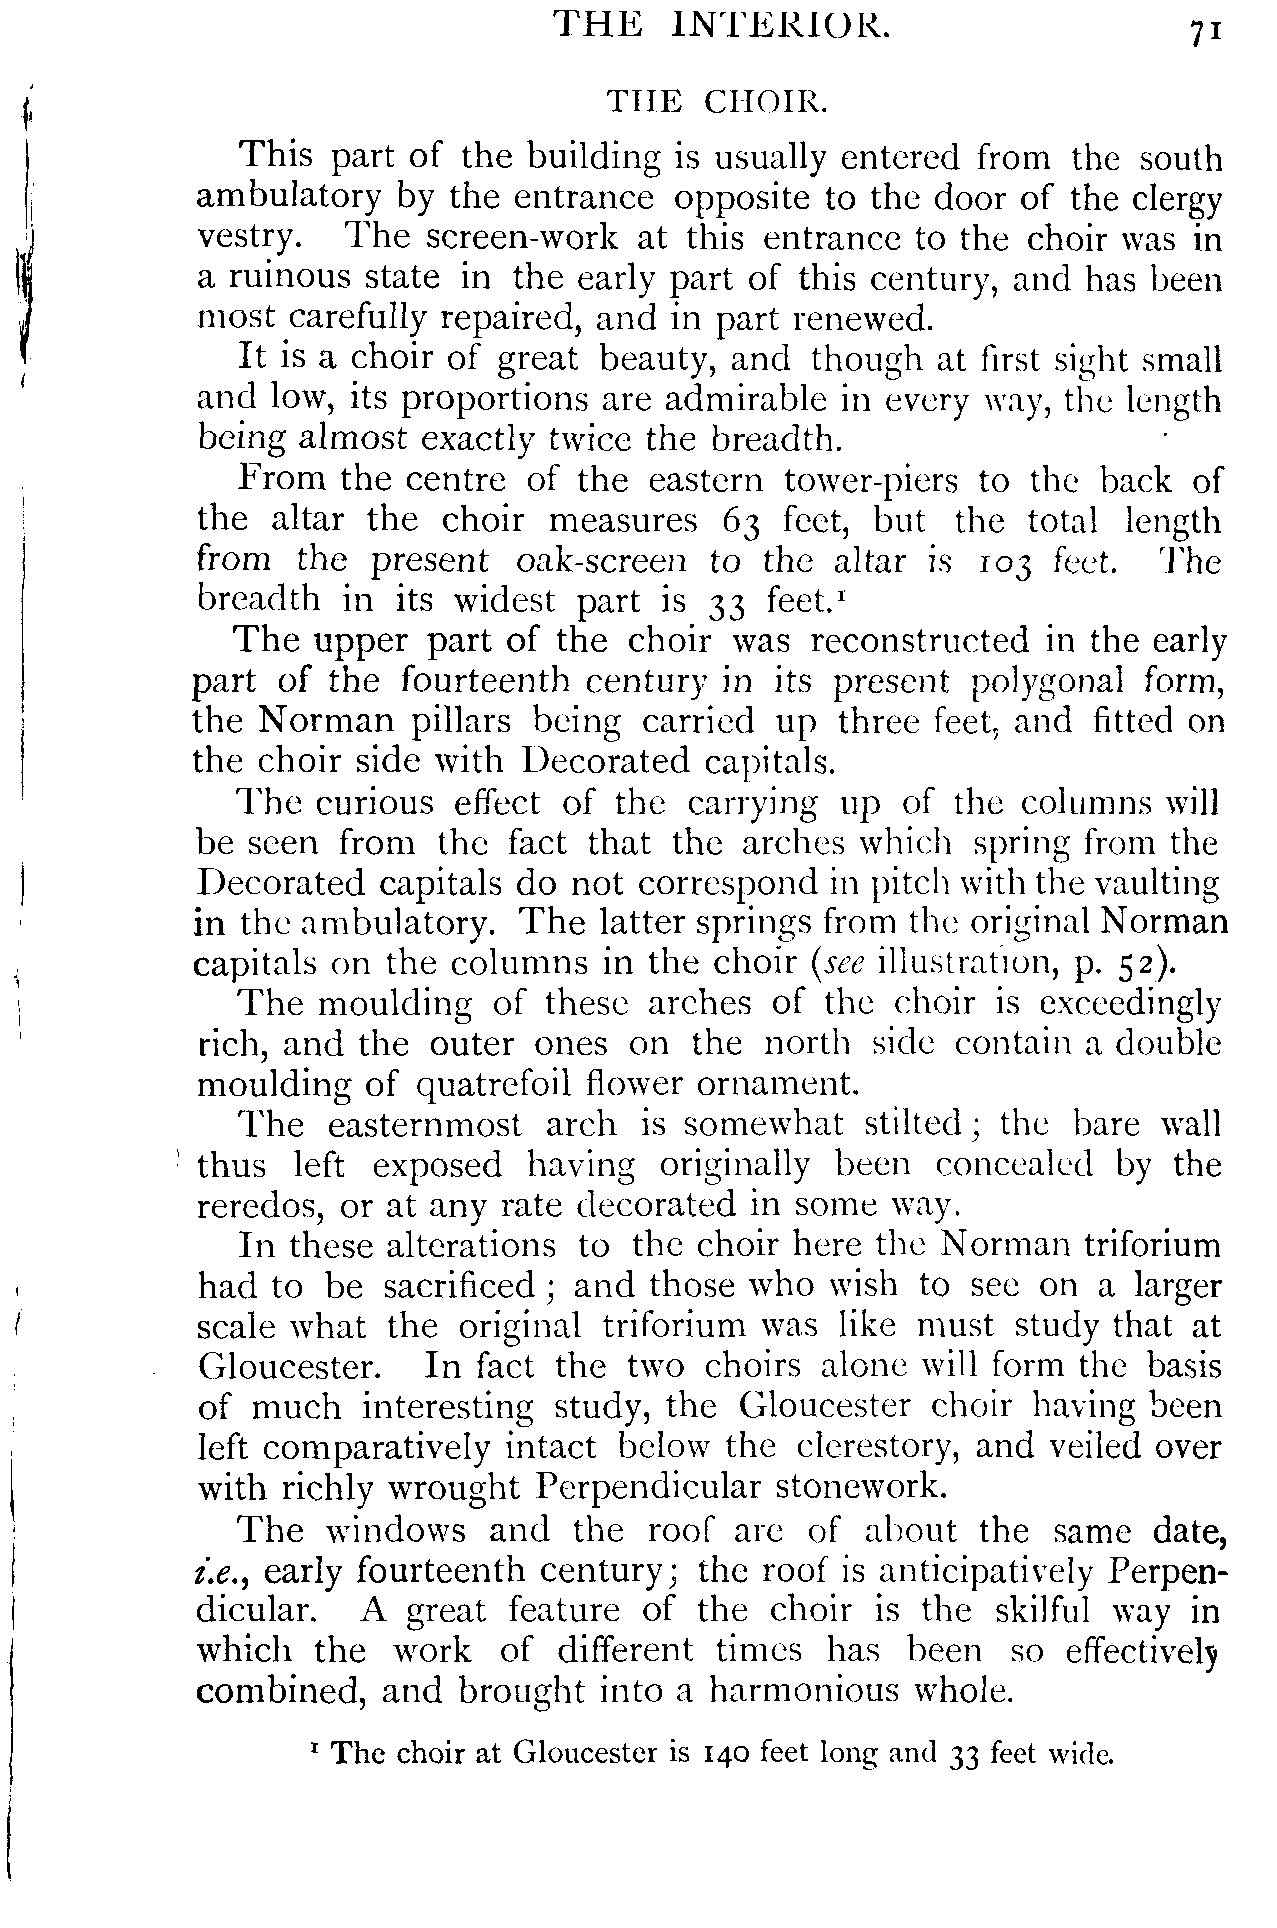 THE INTERIOR. 71
THE CHOIR.
This part of the building is usually entered from the south
ambulatory by the entrance opposite to the door of the clergy
vestry. The screen-work at this entrance to the choir was in
a ruinous state in the early part of this century, and has been
most carefully repaired, and in part renewed.
It is a choir of great beauty, and though at first sight small
and low, its proportions are admirable in every way, the length
being almost exactly twice the breadth.
From the centre of the eastern tower-piers to the back of
the altar the choir measures 63 feet, but the total length
from the present oak-screen to the altar is 103 feet. The
breadth in its widest part is 33 feet.¹
The upper part of the choir was reconstructed in the early
part of the fourteenth century in its present polygonal form,
the Norman pillars being carried up three feet, and fitted on
the choir side with Decorated capitals.
The curious effect of the carrying up of the columns will
be seen from the fact that the arches which spring from the
Decorated capitals do not correspond in pitch with the vaulting
in the ambulatory. The latter springs from the original Norman
capitals on the columns in the choir (see illustration, p. 52).
The moulding of these arches of the choir is exceedingly
rich, and the outer ones on the north side contain a double
moulding of quatrefoil flower ornament.
The easternmost arch is somewhat stilted; the bare wall
thus left exposed having originally been concealed by the
reredos, or at any rate decorated in some way.
In these alterations to the choir here the Norman triforium
had to be sacrificed; and those who wish to see on a larger
scale what the original triforium was like must study that at
Gloucester. In fact the two choirs alone will form the basis
of much interesting study, the Gloucester choir having been
left comparatively intact below the clerestory, and veiled over
with richly wrought Perpendicular stonework.
The windows and the roof are of about the same date,
i.e., early fourteenth century; the roof is anticipatively Perpen-
dicular. A great feature of the choir is the skilful way in
which the work of different times has been so effectively
combined, and brought into a harmonious whole.
¹ The choir at Gloucester is 140 feet long and 33 feet wide.